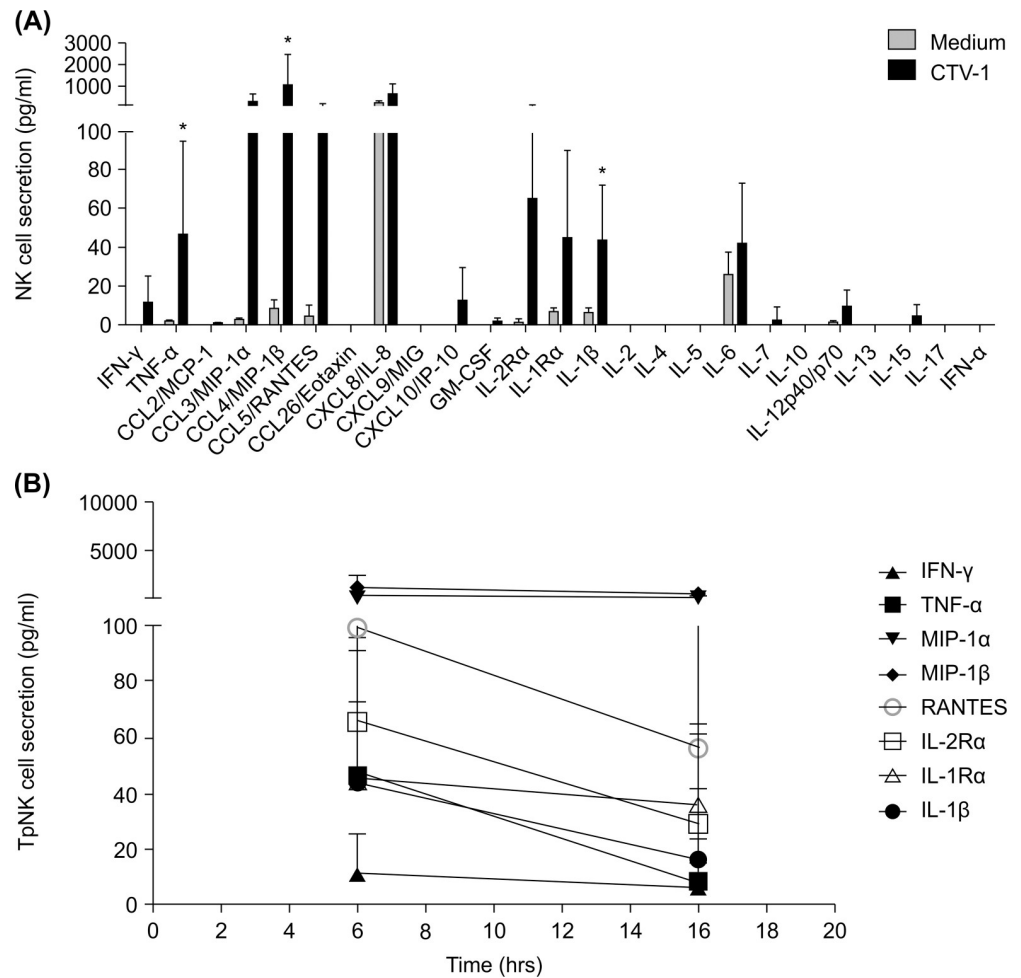 (A)
3000
2000
1000
100
80
60
40
20
0
NK cell secretion (pg/ml)
*
*
*
Medium
CTV-1
IFN-γ
TNF-α
CCL2/MCP-1
CCL3/MIP-1α
CCL4/MIP-1β
CCL5/RANTES
CCL26/Eotaxin
CXCL8/IL-8
CXCL9/MIG
CXCL10/IP-10
GM-CSF
IL-2Rα
IL-1Rα
IL-1β
IL-2
IL-4
IL-5
IL-6
IL-7
IL-10
IL-12p40/p70
IL-13
IL-15
IL-17
IFN-α
(B)
10000
5000
100
80
60
40
20
0
TpNK cell secretion (pg/ml)
0 2 4 6 8 10 12 14 16 18 20
Time (hrs)
IFN-γ
TNF-α
MIP-1α
MIP-1β
RANTES
IL-2Rα
IL-1Rα
IL-1β